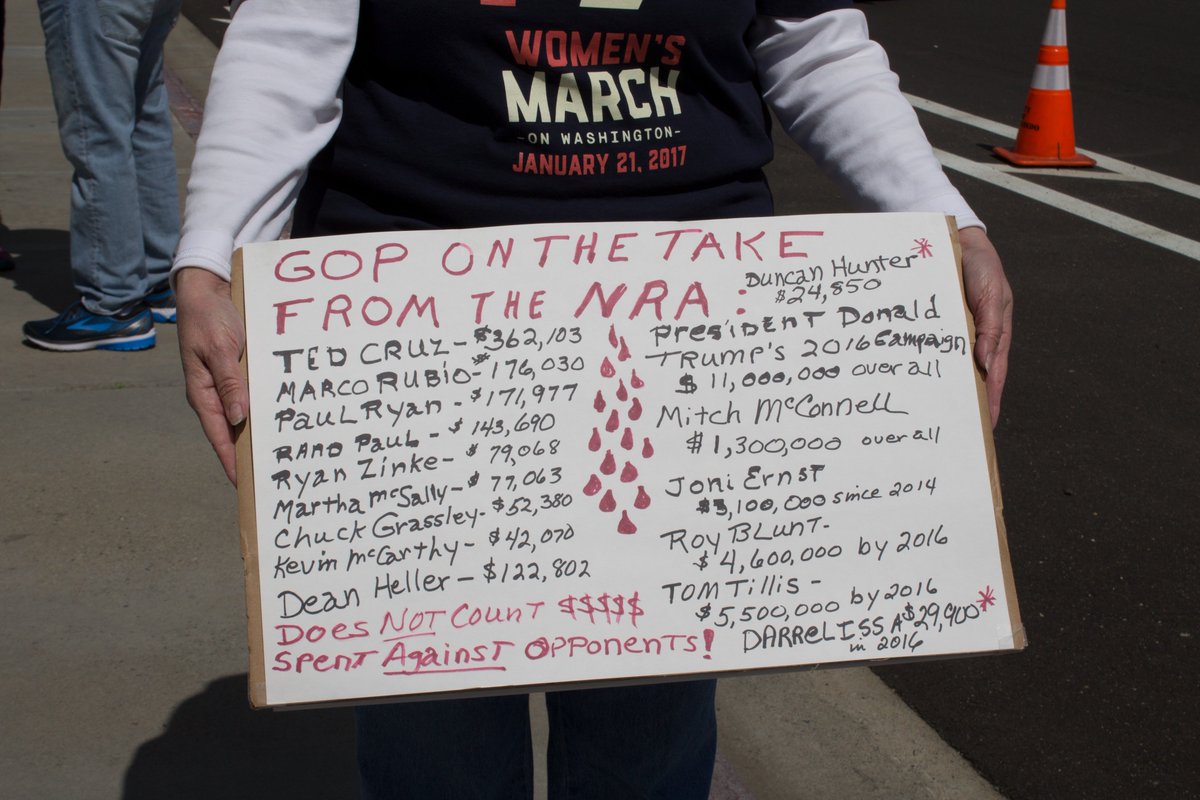 WOMEN'S
MARCH
-ON WASHINGTON-
JANUARY 21, 2017
GOP ON THE TAKE
FROM THE NRA:
TED CRUZ - $362,103
MARCO RUBIO - $176,030
PAUL RYAN - $171,977
RAND PAUL - $143,690
RYAN ZINKE - $79,068
Martha McSally - $77,063
Chuck Grassley - $52,380
Kevin McCarthy - $42,070
Dean Heller - $122,802
DOES NOT COUNT $$$$$
SPENT Against OPPONENTS!
Duncan Hunter*
$24,850
PRESIDENT Donald
TRUMP'S 2016 Campaign
$11,000,000 over all
Mitch McConnell
$1,300,000 over all
Joni Ernst
$3,100,000 since 2014
Roy BLUNT-
$4,600,000 by 2016
TOM TILLIS -
$5,500,000 by 2016
DARREL ISSA $29,900*
in 2016